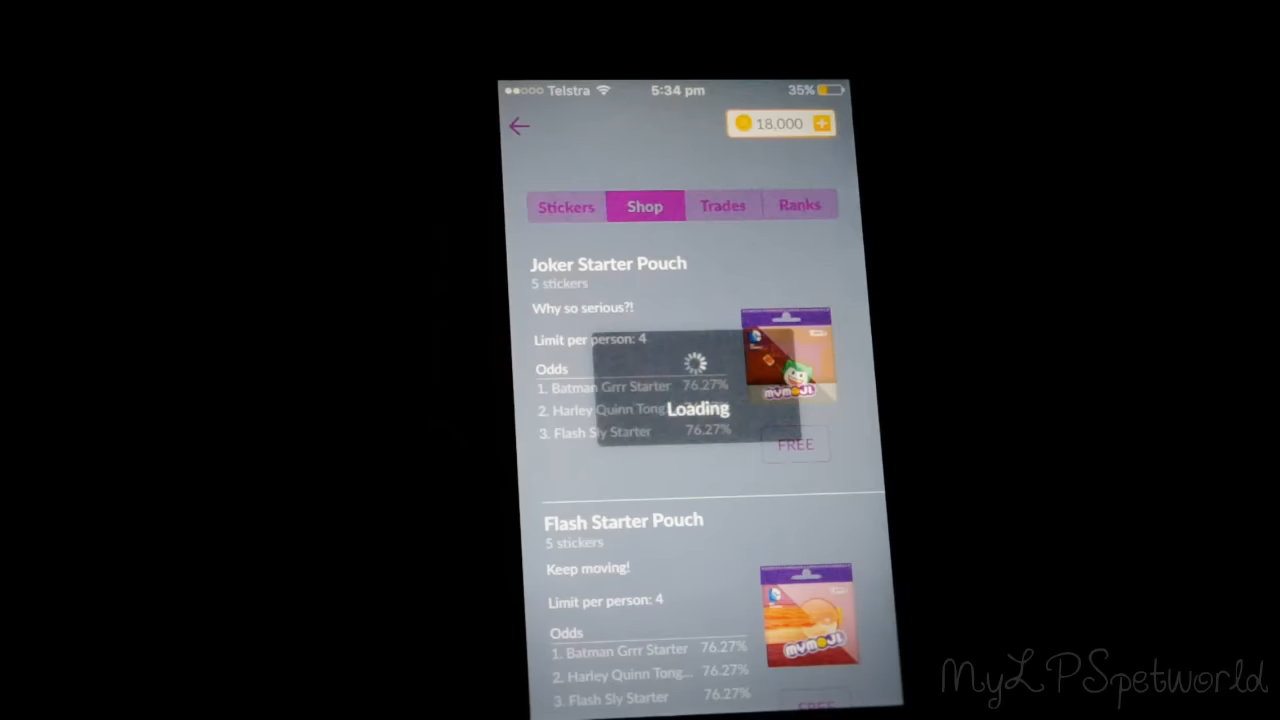 Telstra 5:34 pm 35%
18,000
Stickers Shop Trades Ranks
Joker Starter Pouch
5 stickers
Why so serious?!
Limit per person: 4
Odds
1. Batman Grrr Starter 76.27%
2. Harley Quinn Tong
3. Flash Sly Starter 76.27%
Loading
MYMOJI
FREE
Flash Starter Pouch
5 stickers
Keep moving!
Limit per person: 4
Odds
1. Batman Grrr Starter 76.27%
2. Harley Quinn Tong... 76.27%
3. Flash Sly Starter 76.27%
MYMOJI
FREE
MyLPSpetworld